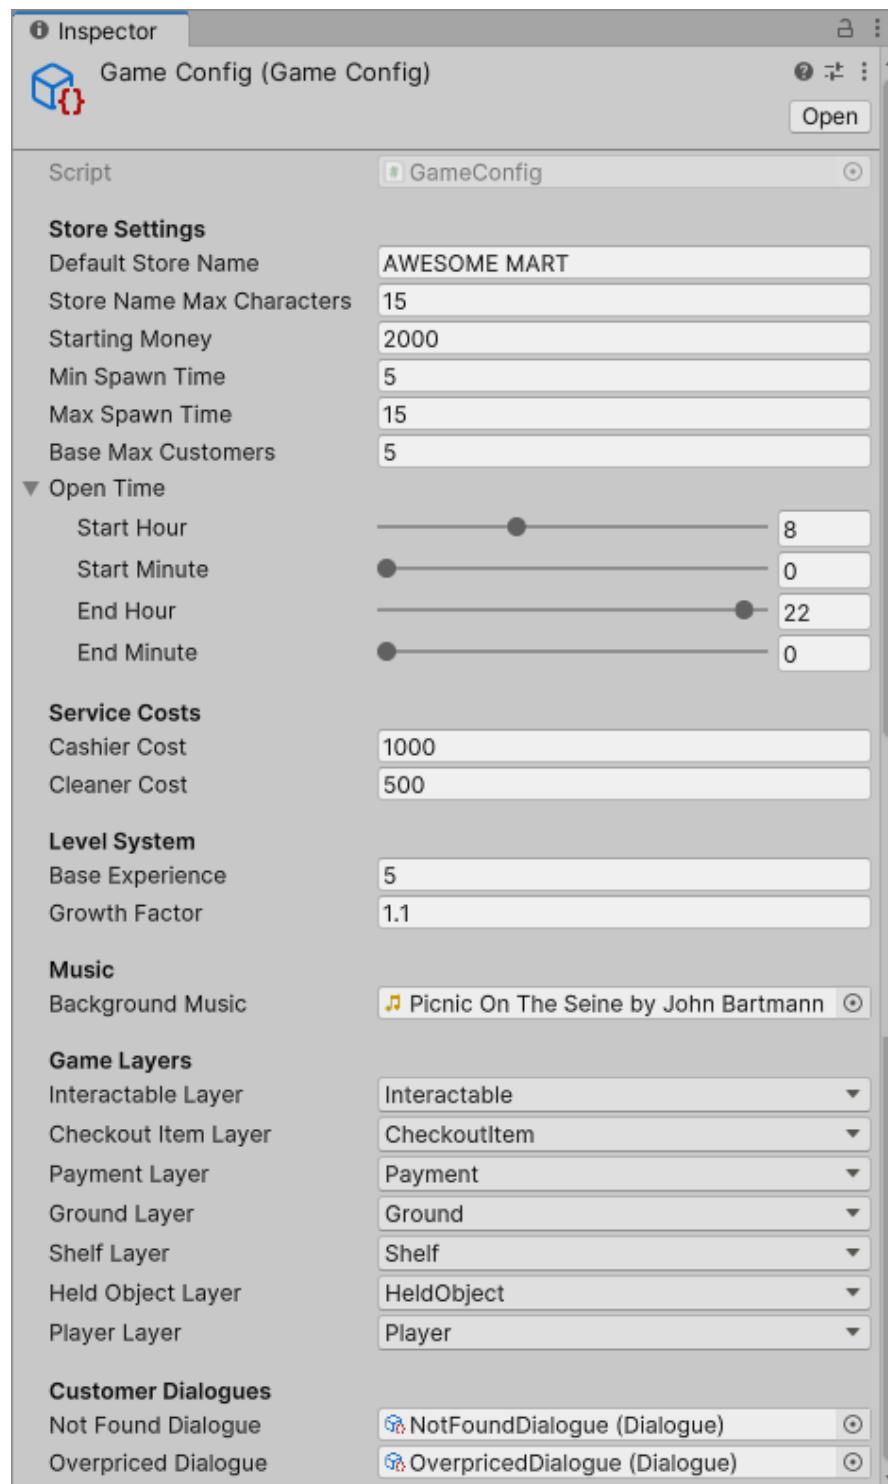 Inspector
Game Config (Game Config)
Open
Script GameConfig
Store Settings
Default Store Name AWESOME MART
Store Name Max Characters 15
Starting Money 2000
Min Spawn Time 5
Max Spawn Time 15
Base Max Customers 5
Open Time
Start Hour 8
Start Minute 0
End Hour 22
End Minute 0
Service Costs
Cashier Cost 1000
Cleaner Cost 500
Level System
Base Experience 5
Growth Factor 1.1
Music
Background Music Picnic On The Seine by John Bartmann
Game Layers
Interactable Layer Interactable
Checkout Item Layer CheckoutItem
Payment Layer Payment
Ground Layer Ground
Shelf Layer Shelf
Held Object Layer HeldObject
Player Layer Player
Customer Dialogues
Not Found Dialogue NotFoundDialogue (Dialogue)
Overpriced Dialogue OverpricedDialogue (Dialogue)